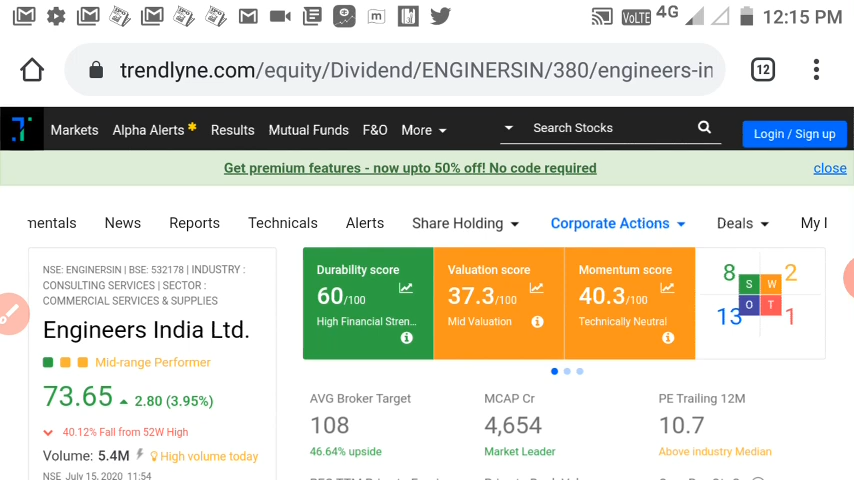 VoLTE 4G 12:15 PM
trendlyne.com/equity/Dividend/ENGINERSIN/380/engineers-in
12
Markets Alpha Alerts Results Mutual Funds F&O More Search Stocks Login / Sign up
Get premium features - now upto 50% off! No code required close
mentals News Reports Technicals Alerts Share Holding Corporate Actions Deals My
NSE: ENGINERSIN | BSE: 532178 | INDUSTRY :
CONSULTING SERVICES | SECTOR :
COMMERCIAL SERVICES & SUPPLIES
Engineers India Ltd.
Mid-range Performer
73.65 2.80 (3.95%)
40.12% Fall from 52W High
Volume: 5.4M High volume today
NSE July 15, 2020 11:54
Durability score
60/100
High Financial Stren...
Valuation score
37.3/100
Mid Valuation
Momentum score
40.3/100
Technically Neutral
8 S W 2
13 O T 1
AVG Broker Target
108
46.64% upside
MCAP Cr
4,654
Market Leader
PE Trailing 12M
10.7
Above industry Median